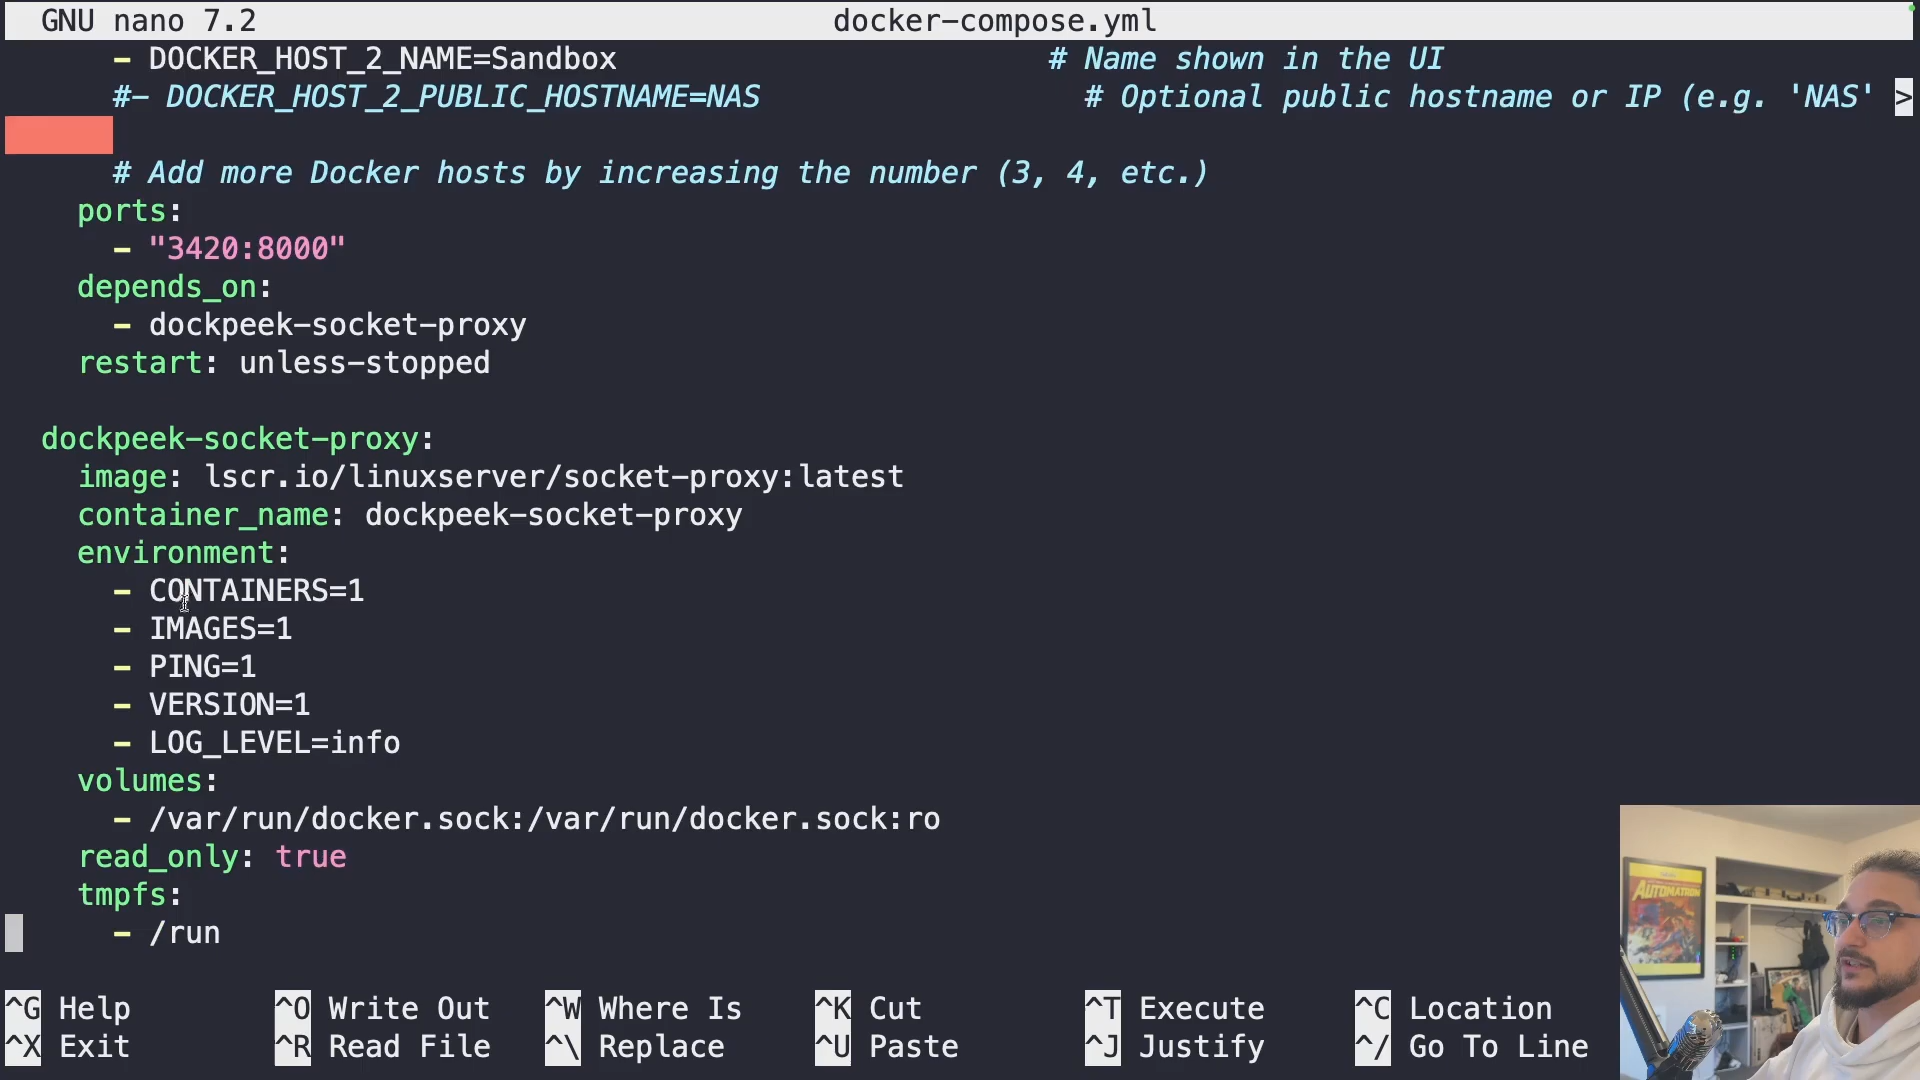 GNU nano 7.2 docker-compose.yml
- DOCKER_HOST_2_NAME=Sandbox # Name shown in the UI
#- DOCKER_HOST_2_PUBLIC_HOSTNAME=NAS # Optional public hostname or IP (e.g. 'NAS' >
# Add more Docker hosts by increasing the number (3, 4, etc.)
ports:
- "3420:8000"
depends_on:
- dockpeek-socket-proxy
restart: unless-stopped
dockpeek-socket-proxy:
image: lscr.io/linuxserver/socket-proxy:latest
container_name: dockpeek-socket-proxy
environment:
- CONTAINERS=1
- IMAGES=1
- PING=1
- VERSION=1
- LOG_LEVEL=info
volumes:
- /var/run/docker.sock:/var/run/docker.sock:ro
read_only: true
tmpfs:
- /run
AUTOMATRON
^G Help ^O Write Out ^W Where Is ^K Cut ^T Execute ^C Location
^X Exit ^R Read File ^\ Replace ^U Paste ^J Justify ^/ Go To Line